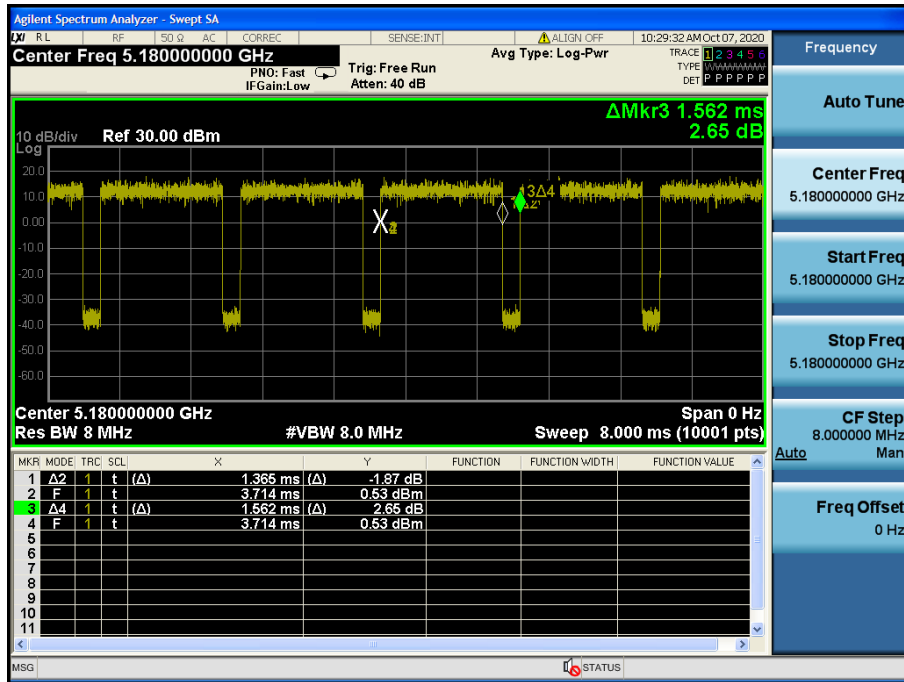 Agilent Spectrum Analyzer - Swept SA
LXI RL RF 50 Ω AC CORREC SENSE:INT ALIGN OFF 10:29:32 AM Oct 07, 2020
Center Freq 5.180000000 GHz
PNO: Fast
IFGain:Low
Trig: Free Run
Atten: 40 dB
Avg Type: Log-Pwr
TRACE 1 2 3 4 5 6
TYPE WWWWWW
DET P P P P P P
ΔMkr3 1.562 ms
2.65 dB
10 dB/div Ref 30.00 dBm
Log
20.0
10.0
0.00
-10.0
-20.0
-30.0
-40.0
-50.0
-60.0
3Δ4
Center 5.180000000 GHz Span 0 Hz
Res BW 8 MHz #VBW 8.0 MHz Sweep 8.000 ms (10001 pts)
MKR MODE TRC SCL X Y FUNCTION FUNCTION WIDTH FUNCTION VALUE
1 Δ2 1 t (Δ) 1.365 ms (Δ) -1.87 dB
2 F 1 t 3.714 ms 0.53 dBm
3 Δ4 1 t (Δ) 1.562 ms (Δ) 2.65 dB
4 F 1 t 3.714 ms 0.53 dBm
5
6
7
8
9
10
11
MSG STATUS
Frequency
Auto Tune
Center Freq
5.180000000 GHz
Start Freq
5.180000000 GHz
Stop Freq
5.180000000 GHz
CF Step
8.000000 MHz
Auto Man
Freq Offset
0 Hz